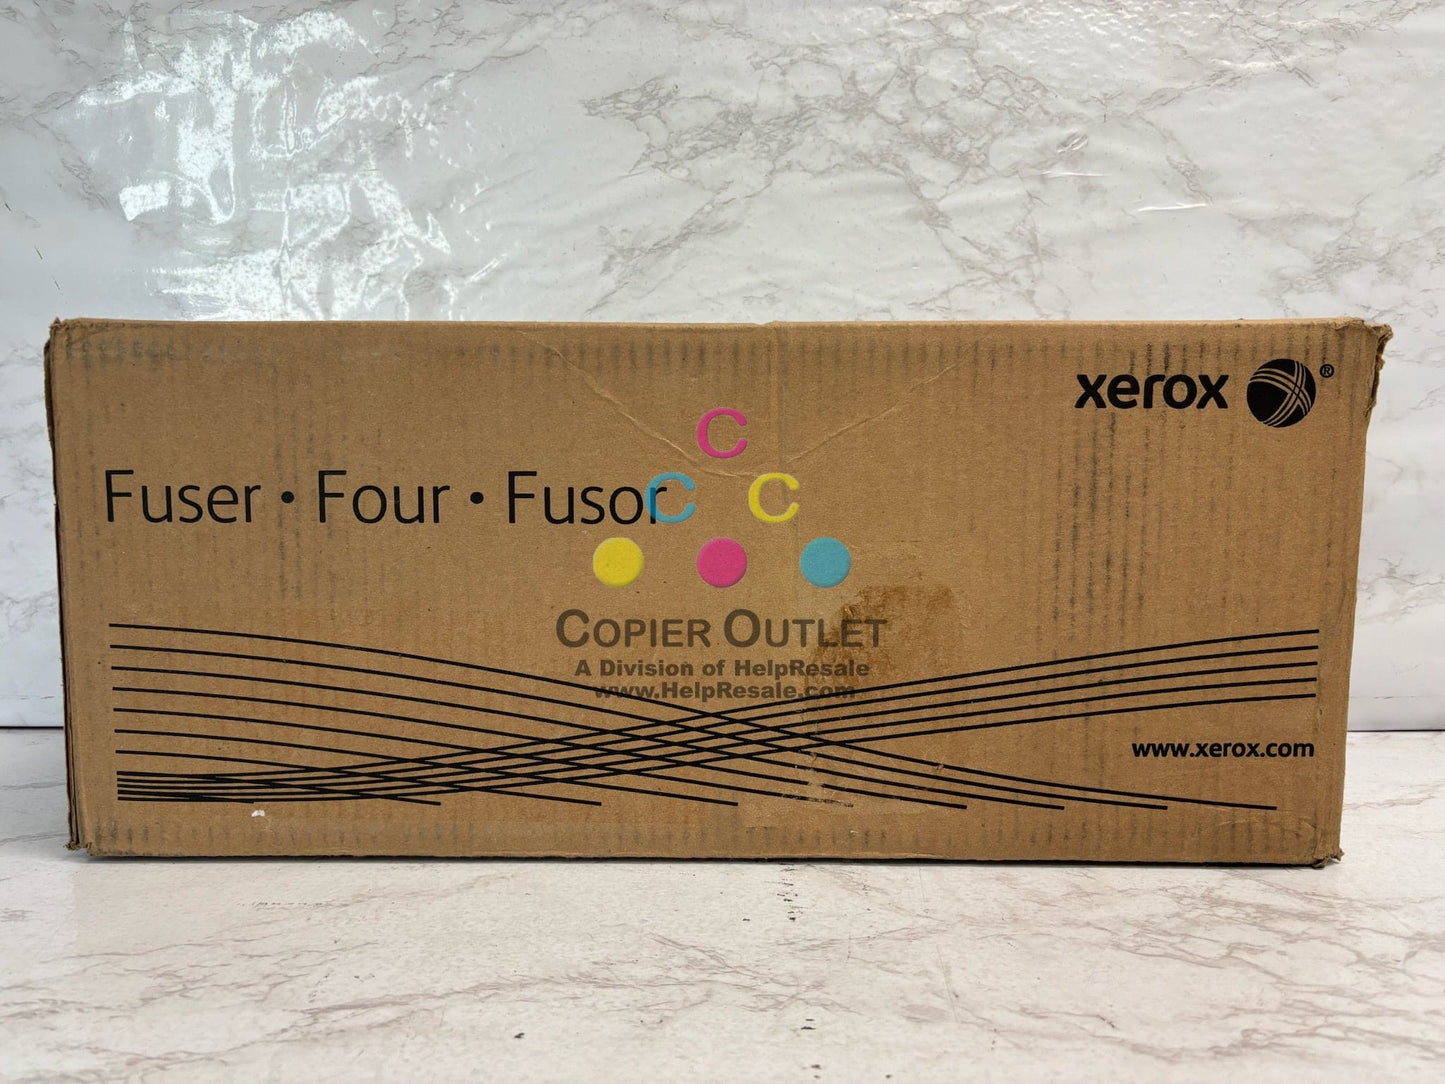 xerox ®
Fuser • Four • Fusor
C
C C
COPIER OUTLET
A Division of HelpResale
www.HelpResale.com
www.xerox.com